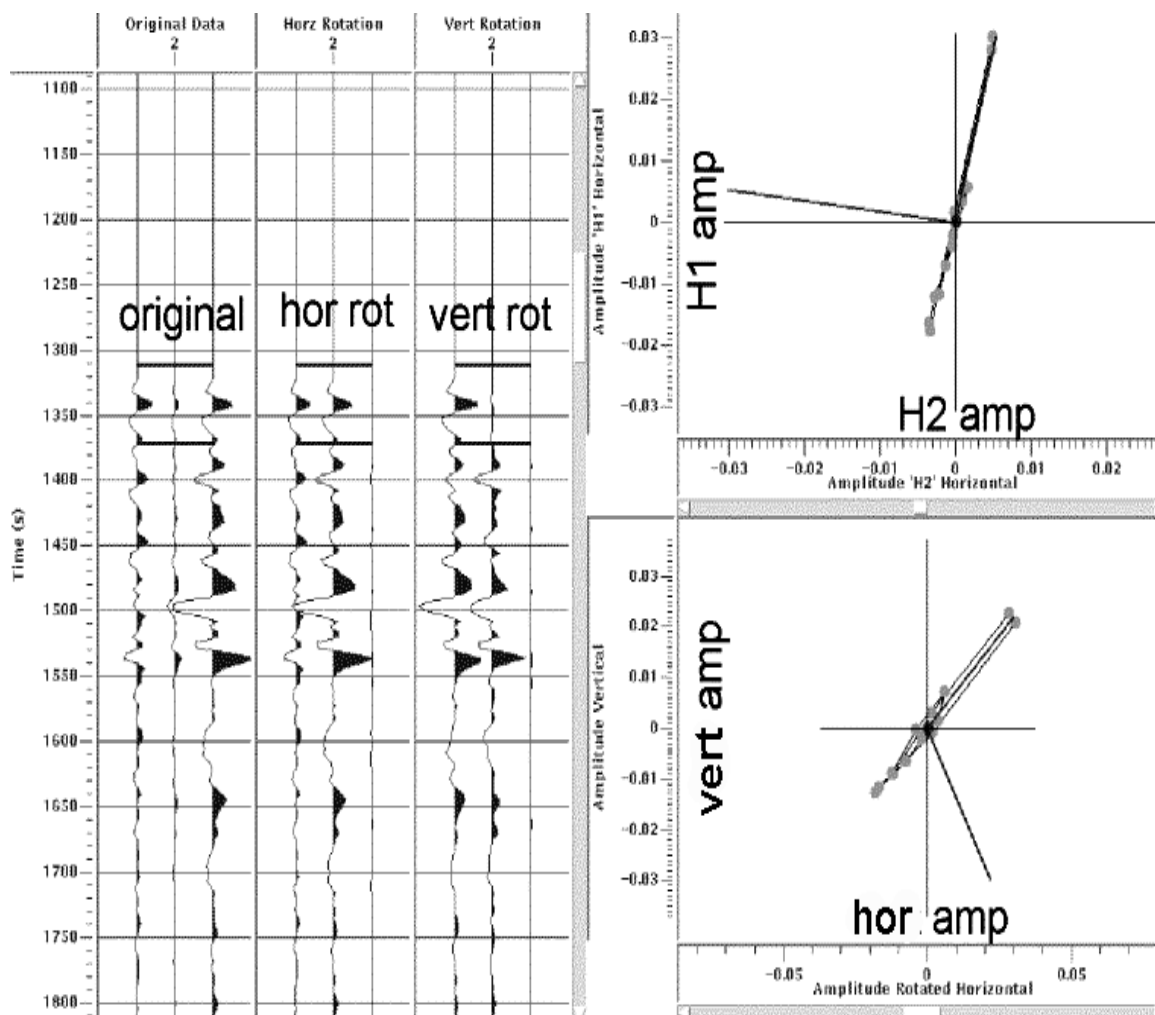 Original Data
2
Horz Rotation
2
Vert Rotation
2
1100
1150
1200
1250
1300
1350
1400
1450
1500
1550
1600
1650
1700
1750
1800
Time (s)
original
hor rot
vert rot
Amplitude 'H1' Horizontal
H1 amp
0.03
0.02
0.01
0
-0.01
-0.02
-0.03
H2 amp
-0.03
-0.02
-0.01
0
0.01
0.02
Amplitude 'H2' Horizontal
Amplitude Vertical
vert amp
0.03
0.02
0.01
0
-0.01
-0.02
-0.03
hor amp
-0.05
0
0.05
Amplitude Rotated Horizontal